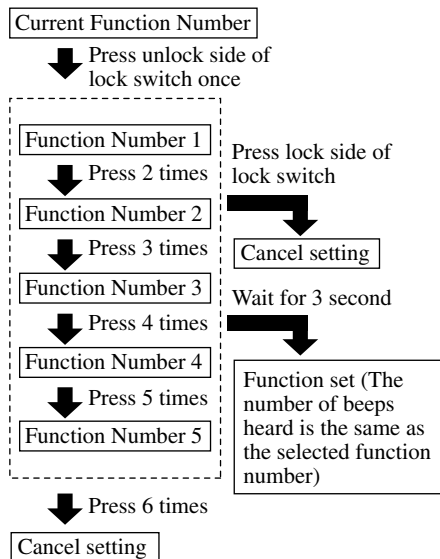 Current Function Number
Press unlock side of
lock switch once
Function Number 1
Press 2 times
Function Number 2
Press 3 times
Function Number 3
Press 4 times
Function Number 4
Press 5 times
Function Number 5
Press 6 times
Cancel setting
Press lock side of
lock switch
Cancel setting
Wait for 3 second
Function set (The
number of beeps
heard is the same as
the selected function
number)